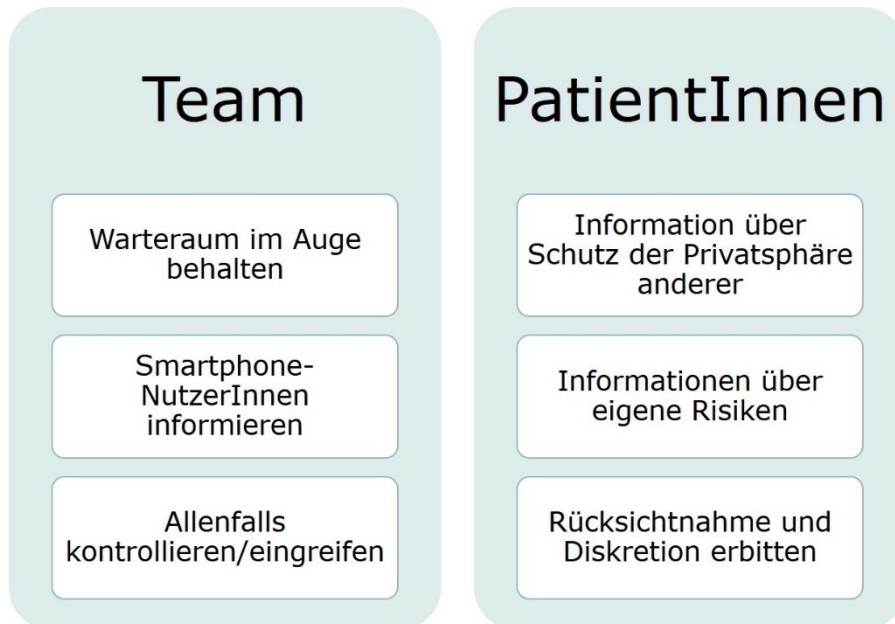 Team
Warteraum im Auge
behalten
Smartphone-
NutzerInnen
informieren
Allenfalls
kontrollieren/eingreifen
PatientInnen
Information über
Schutz der Privatsphäre
anderer
Informationen über
eigene Risiken
Rücksichtnahme und
Diskretion erbitten